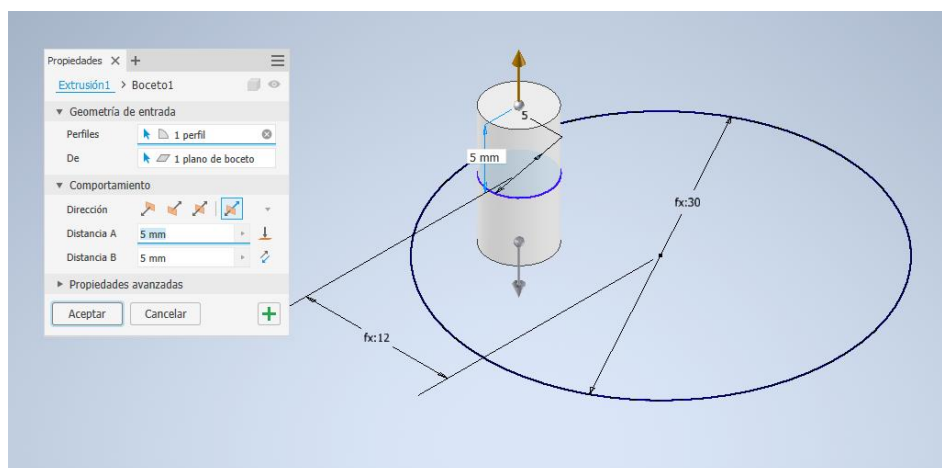 Propiedades
Extrusión1 > Boceto1
Geometría de entrada
Perfiles 1 perfil
De 1 plano de boceto
Comportamiento
Dirección
Distancia A 5 mm
Distancia B 5 mm
Propiedades avanzadas
Aceptar Cancelar
5
5 mm
fx:30
fx:12